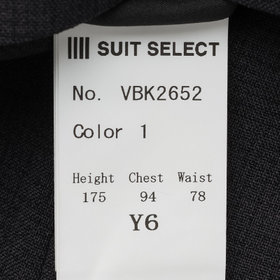 SUIT SELECT
No. VBK2652
Color 1
Height Chest Waist
175 94 78
Y6